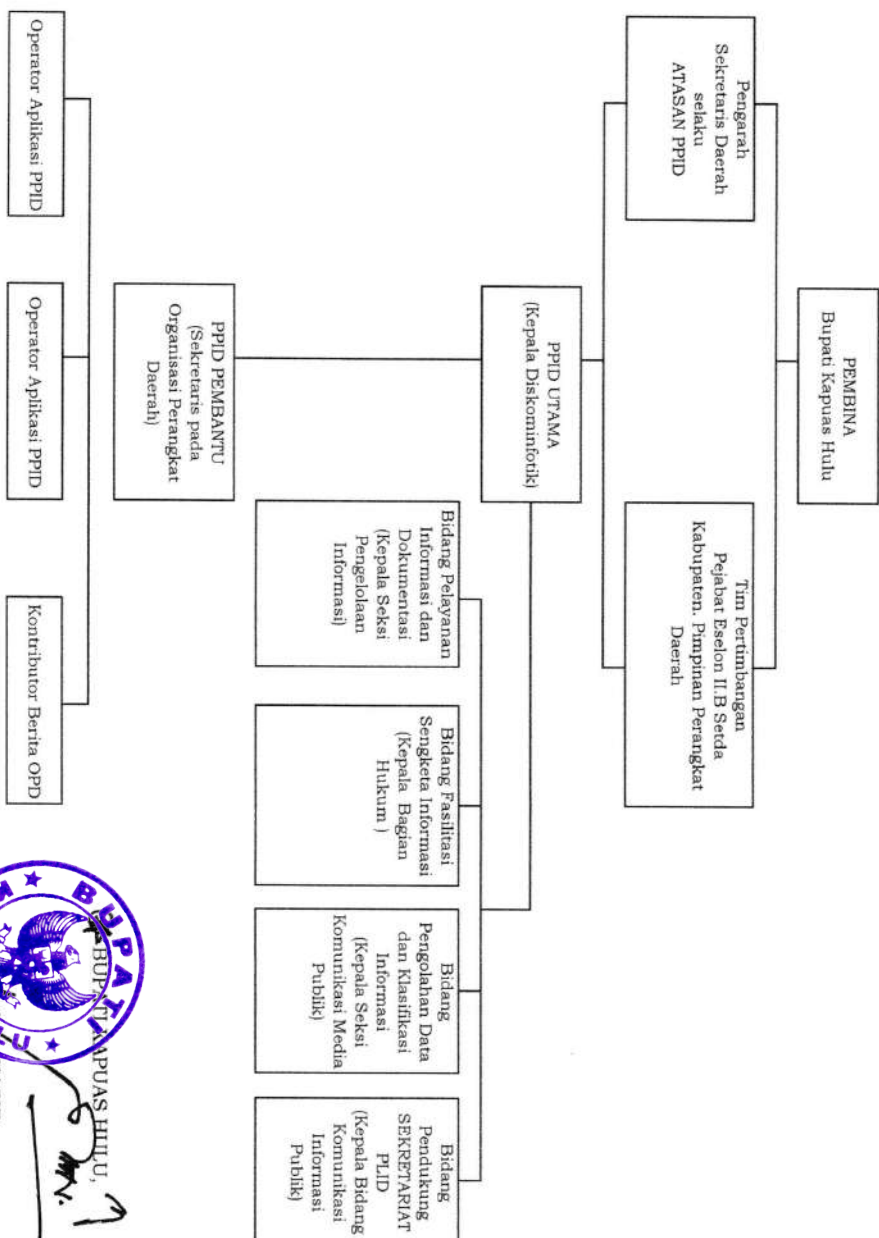 PEMBINA
Bupati Kapuas Hulu
Pengarah
Sekretaris Daerah
selaku
ATASAN PPID
Tim Pertimbangan
Pejabat Eselon II.B Setda
Kabupaten. Pimpinan Perangkat
Daerah
PPID UTAMA
(Kepala Diskominfotik)
Bidang Pelayanan
Informasi dan
Dokumentasi
(Kepala Seksi
Pengelolaan
Informasi)
Bidang Fasilitasi
Sengketa Informasi
(Kepala Bagian
Hukum )
Bidang
Pengolahan Data
dan Klasifikasi
Informasi
(Kepala Seksi
Komunikasi Media
Publik)
Bidang
Pendukung
SEKRETARIAT
PLID
(Kepala Bidang
Komunikasi
Informasi
Publik)
PPID PEMBANTU
(Sekretaris pada
Organisasi Perangkat
Daerah)
Operator Aplikasi PPID
Operator Aplikasi PPID
Kontributor Berita OPD
BUPATI KAPUAS HULU,
BUPATI